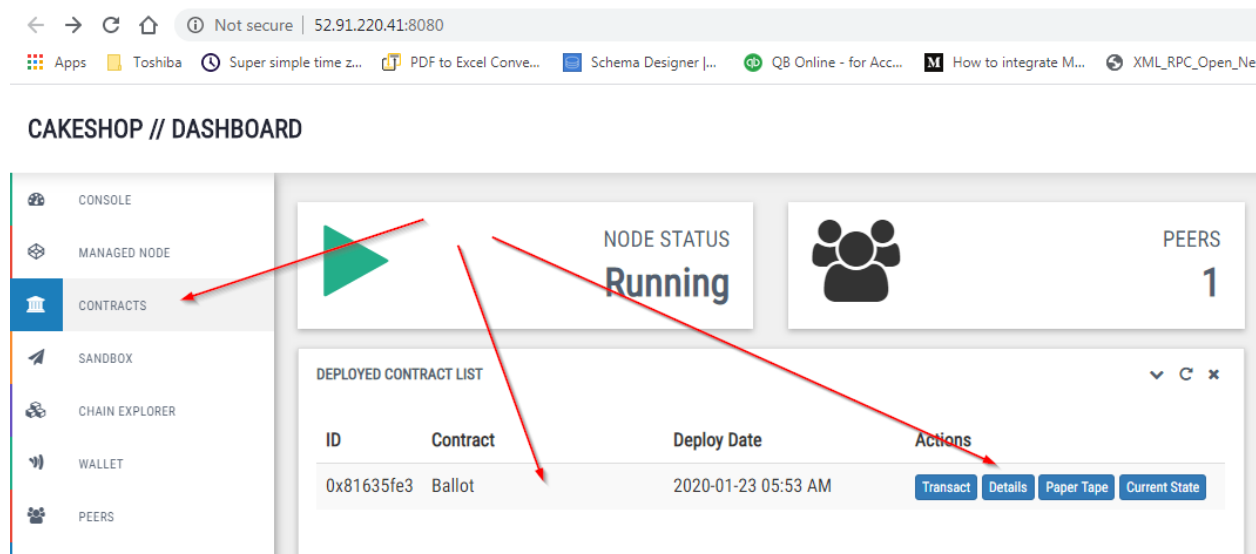 Not secure | 52.91.220.41:8080
Apps Toshiba Super simple time z... PDF to Excel Conve... Schema Designer |... QB Online - for Acc... How to integrate M... XML_RPC_Open_Ne
CAKESHOP // DASHBOARD
CONSOLE
MANAGED NODE
CONTRACTS
SANDBOX
CHAIN EXPLORER
WALLET
PEERS
NODE STATUS
Running
PEERS
1
DEPLOYED CONTRACT LIST
ID Contract Deploy Date Actions
0x81635fe3 Ballot 2020-01-23 05:53 AM Transact Details Paper Tape Current State